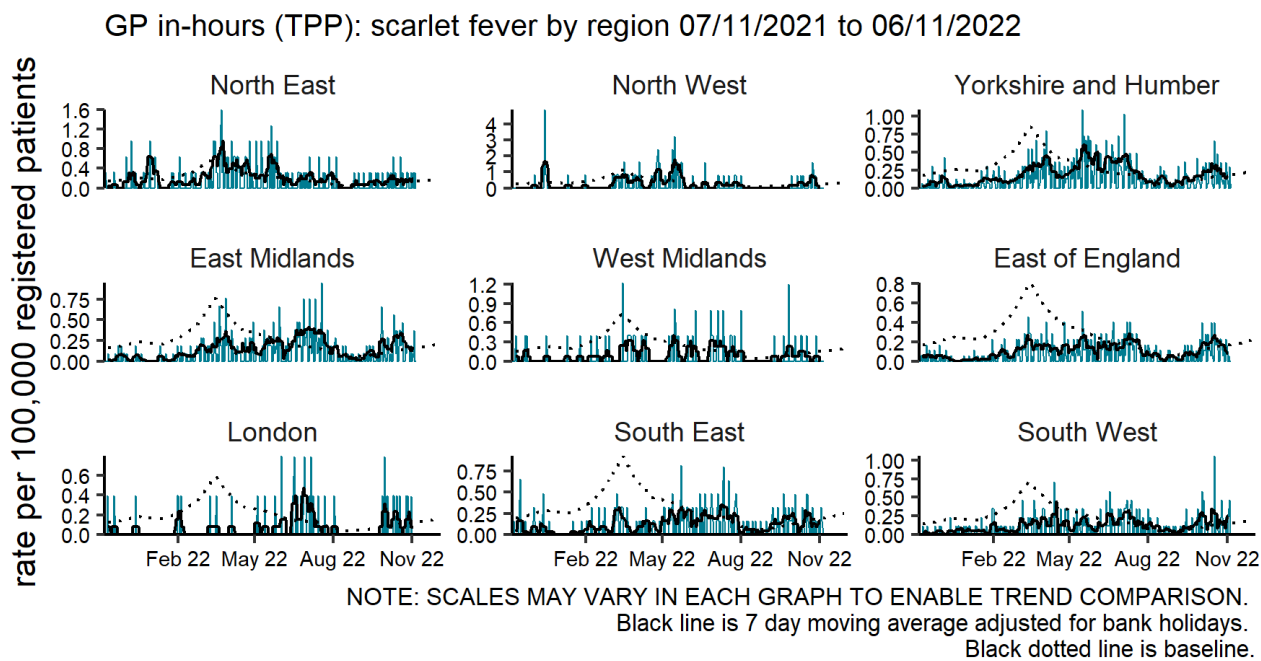 GP in-hours (TPP): scarlet fever by region 07/11/2021 to 06/11/2022
rate per 100,000 registered patients
North East
1.6
1.2
0.8
0.4
0.0
North West
4
3
2
1
0
Yorkshire and Humber
1.00
0.75
0.50
0.25
0.00
East Midlands
0.75
0.50
0.25
0.00
West Midlands
1.2
0.9
0.6
0.3
0.0
East of England
0.8
0.6
0.4
0.2
0.0
London
0.6
0.4
0.2
0.0
Feb 22 May 22 Aug 22 Nov 22
South East
0.75
0.50
0.25
0.00
Feb 22 May 22 Aug 22 Nov 22
South West
1.00
0.75
0.50
0.25
0.00
Feb 22 May 22 Aug 22 Nov 22
NOTE: SCALES MAY VARY IN EACH GRAPH TO ENABLE TREND COMPARISON.
Black line is 7 day moving average adjusted for bank holidays.
Black dotted line is baseline.